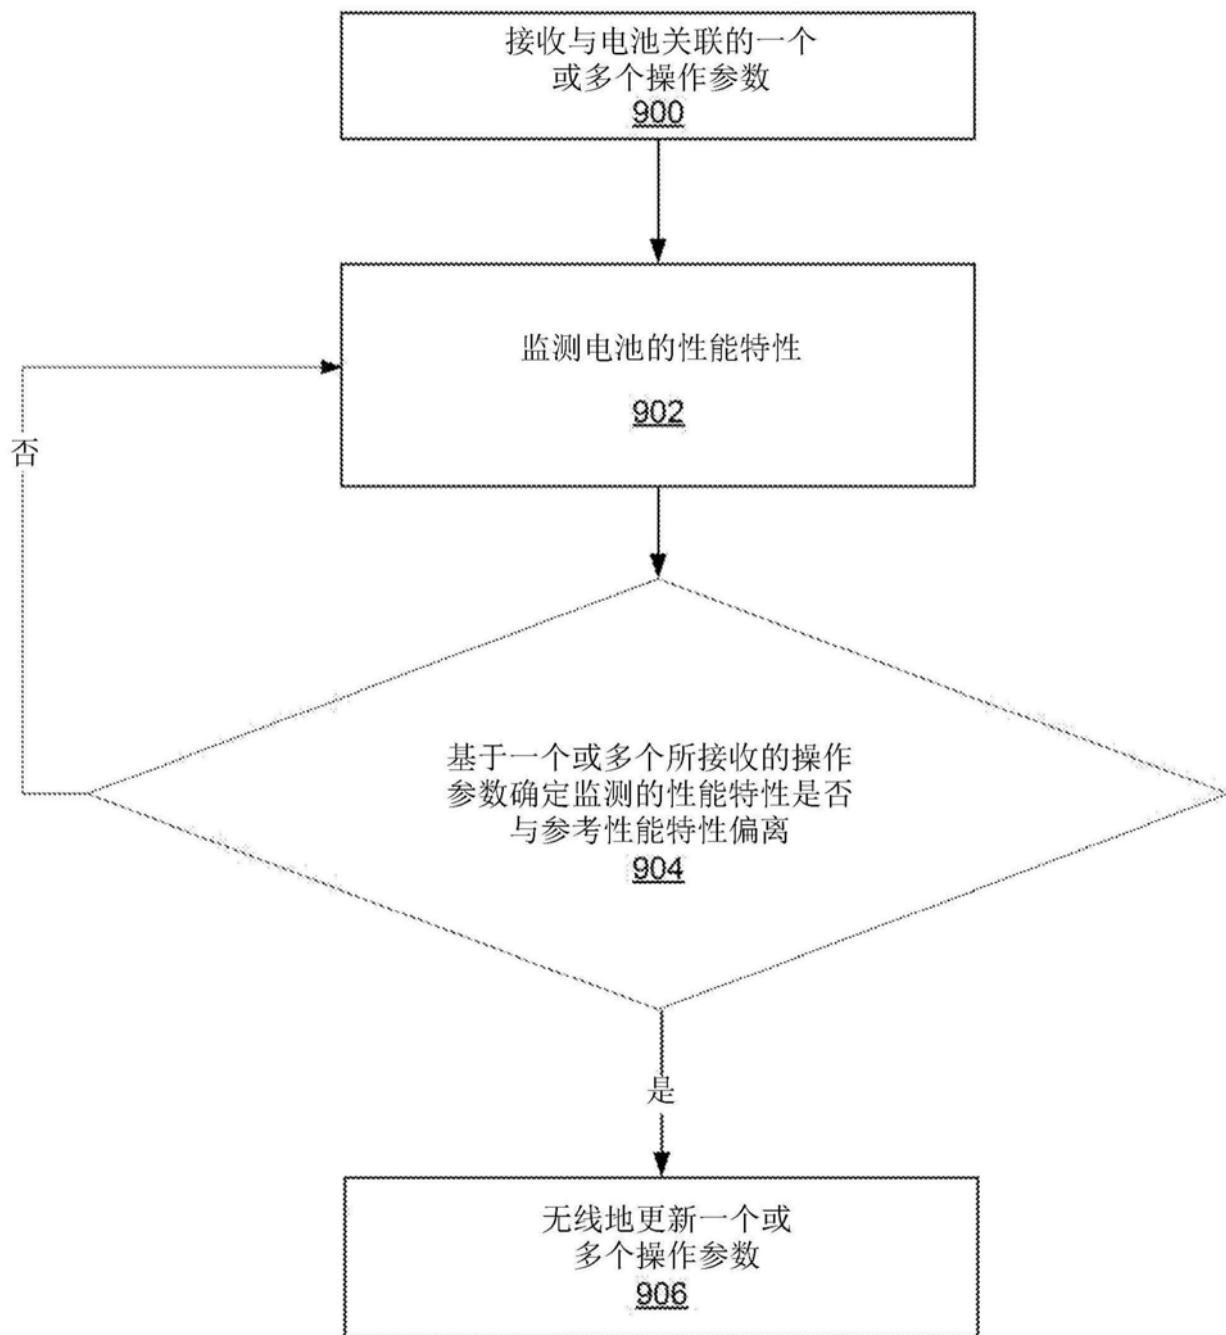 接收与电池关联的一个
或多个操作参数
900
监测电池的性能特性
902
否
基于一个或多个所接收的操作
参数确定监测的性能特性是否
与参考性能特性偏离
904
是
无线地更新一个或
多个操作参数
906